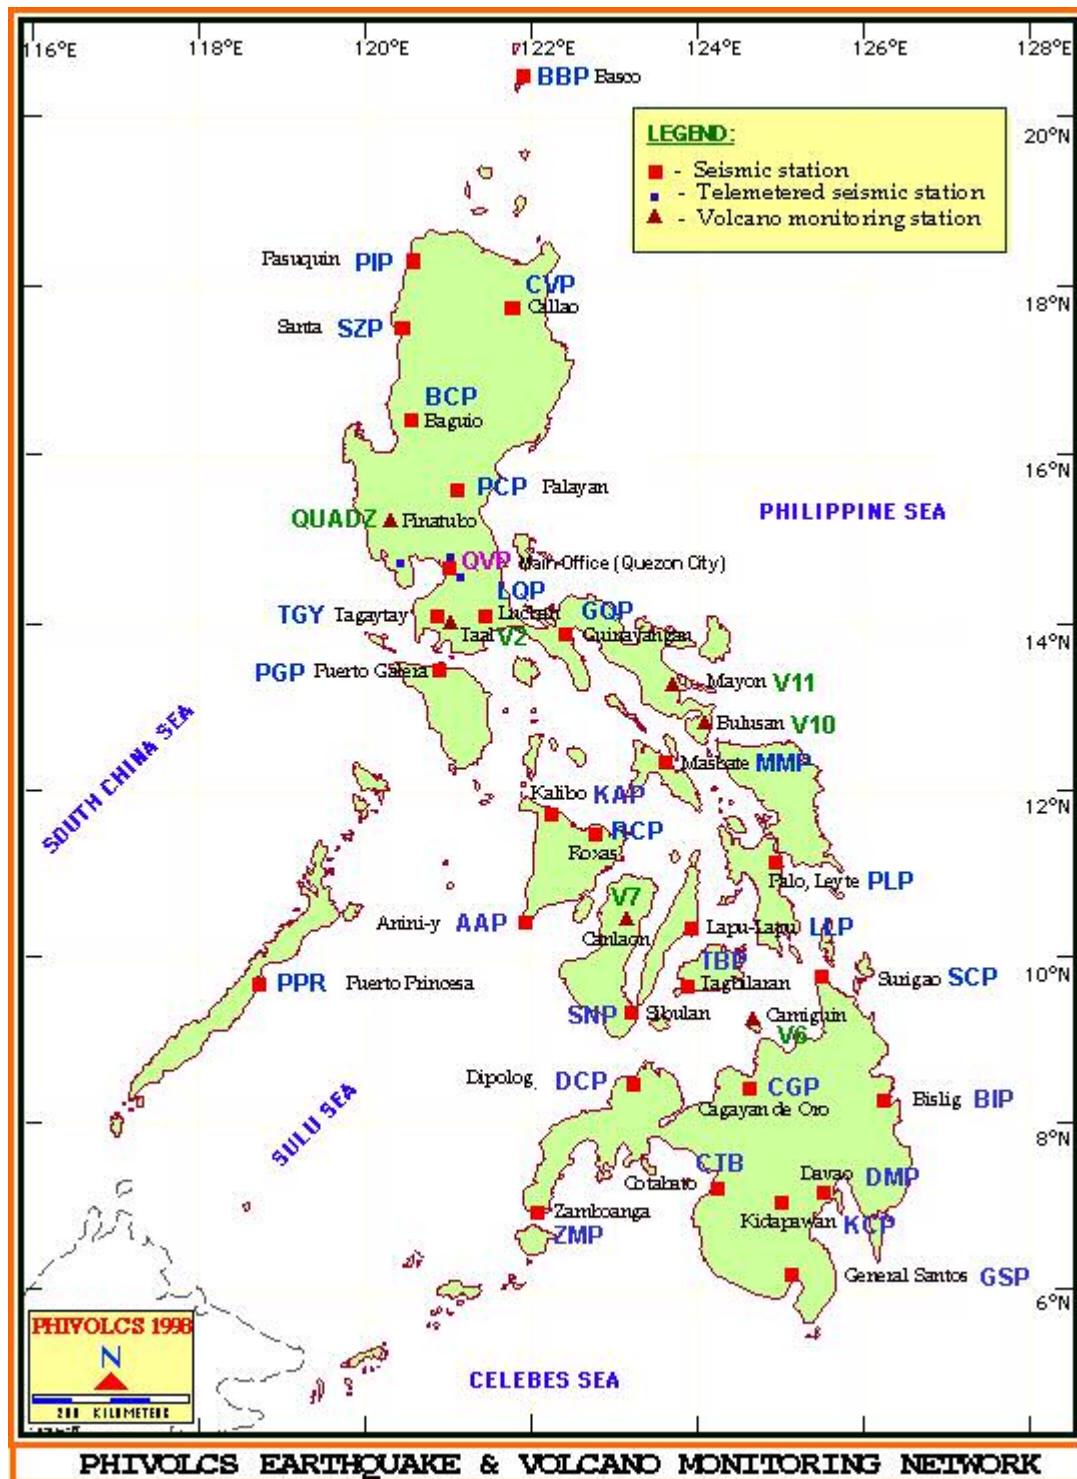 116°E 118°E 120°E 122°E 124°E 126°E 128°E
BBP Basco
20°N
LEGEND:
- Seismic station
- Telemetered seismic station
- Volcano monitoring station
Pasuquin PIP
CVP
Callao
18°N
Santa SZP
BCP
Baguio
16°N
PCP Palayan
PHILIPPINE SEA
QUADZ Pinatubo
QVP Main Office (Quezon City)
LQP
GQP
TGY Tagaytay
Lucban
14°N
Taal V2
Guinayangan
PGP Puerto Galera
Mayon V11
Bulusan V10
SOUTH CHINA SEA
Masbate MMP
12°N
Kalibo KAP
RCP
Roxas
Palo, Leyte PLP
V7
Anini-y AAP
Canlaon
Lapu-Lapu LLP
TBP
10°N
PPR Puerto Princesa
Tagbilaran
Surigao SCP
SNP Sibulan
Camiguin
V6
Dipolog DCP
CGP
Cagayan de Oro
Bislig BIP
SULU SEA
8°N
CTB
Cotabato
Davao DMP
Zamboanga
ZMP
Kidapawan KCP
General Santos GSP
6°N
PHIVOLCS 1998
N
200 KILOMETERS
CELEBES SEA
PHIVOLCS EARTHQUAKE & VOLCANO MONITORING NETWORK